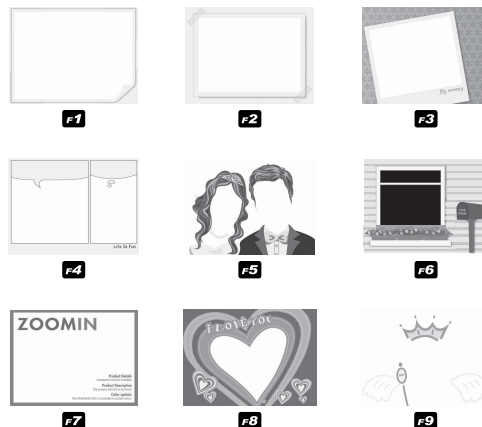 F1
F2
F3
My memory
F4
Life Is Fun
F5
F6
ZOOMIN
Product Details
Product Description
Color options
F7
I LOVE YOU
F8
F9